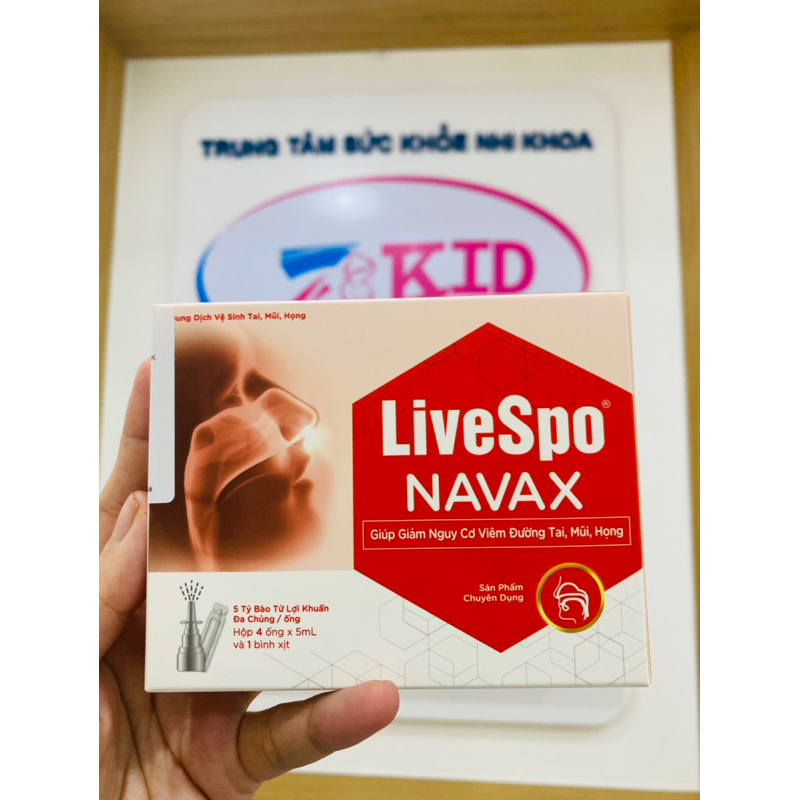 TRUNG TÂM SỨC KHỎE NHI KHOA
KID
Dung Dịch Vệ Sinh Tai, Mũi, Họng
LiveSpo®
NAVAX
Giúp Giảm Nguy Cơ Viêm Đường Tai, Mũi, Họng
Sản Phẩm
Chuyên Dụng
5 Tỷ Bào Tử Lợi Khuẩn
Đa Chủng / ống
Hộp 4 ống x 5mL
và 1 bình xịt